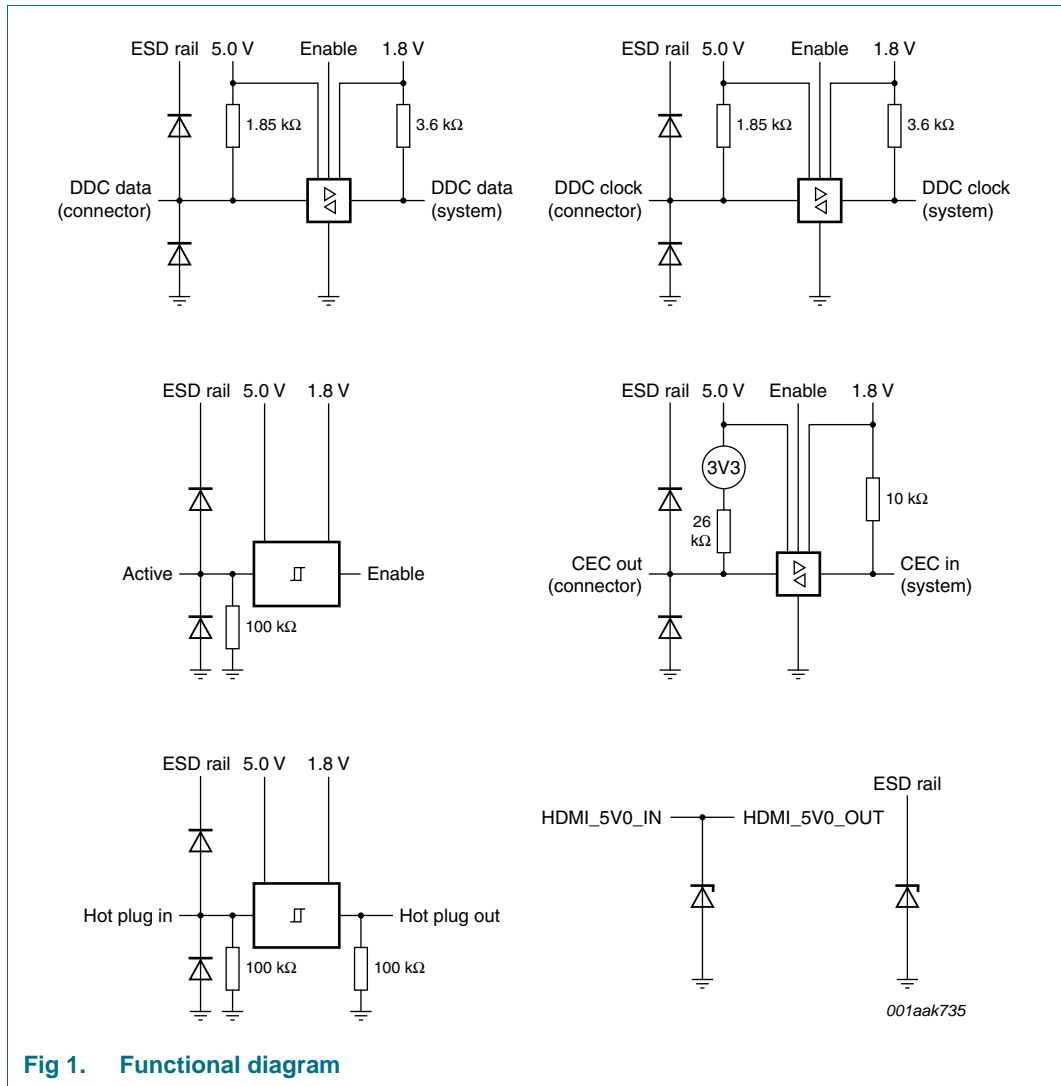 ESD rail 5.0 V Enable 1.8 V
1.85 kΩ
3.6 kΩ
DDC data
(connector)
DDC data
(system)
ESD rail 5.0 V Enable 1.8 V
1.85 kΩ
3.6 kΩ
DDC clock
(connector)
DDC clock
(system)
ESD rail 5.0 V 1.8 V
Active
Enable
100 kΩ
ESD rail 5.0 V Enable 1.8 V
3V3
26
kΩ
10 kΩ
CEC out
(connector)
CEC in
(system)
ESD rail 5.0 V 1.8 V
Hot plug in
Hot plug out
100 kΩ
100 kΩ
ESD rail
HDMI_5V0_IN
HDMI_5V0_OUT
001aak735
Fig 1. Functional diagram